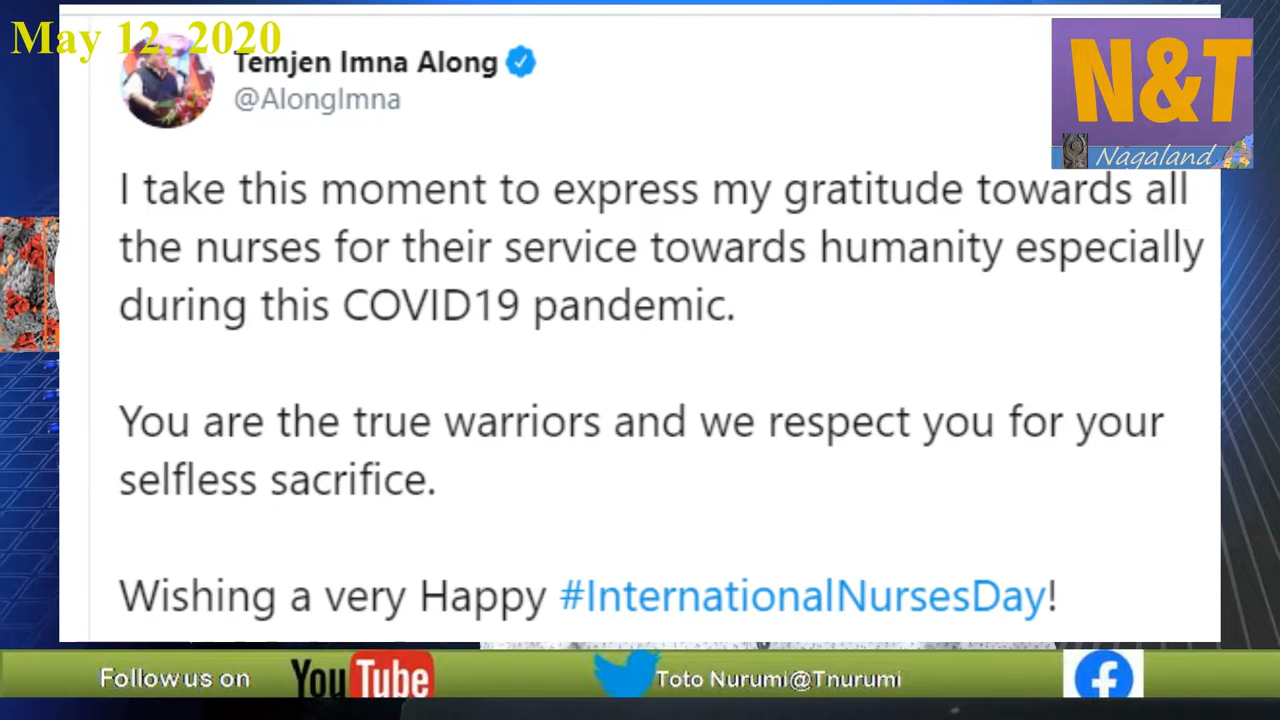 May 12, 2020
Temjen Imna Along
@AlongImna
N&T
Nagaland
I take this moment to express my gratitude towards all
the nurses for their service towards humanity especially
during this COVID19 pandemic.
You are the true warriors and we respect you for your
selfless sacrifice.
Wishing a very Happy #InternationalNursesDay!
Follow us on YouTube Toto Nurumi@Tnurumi